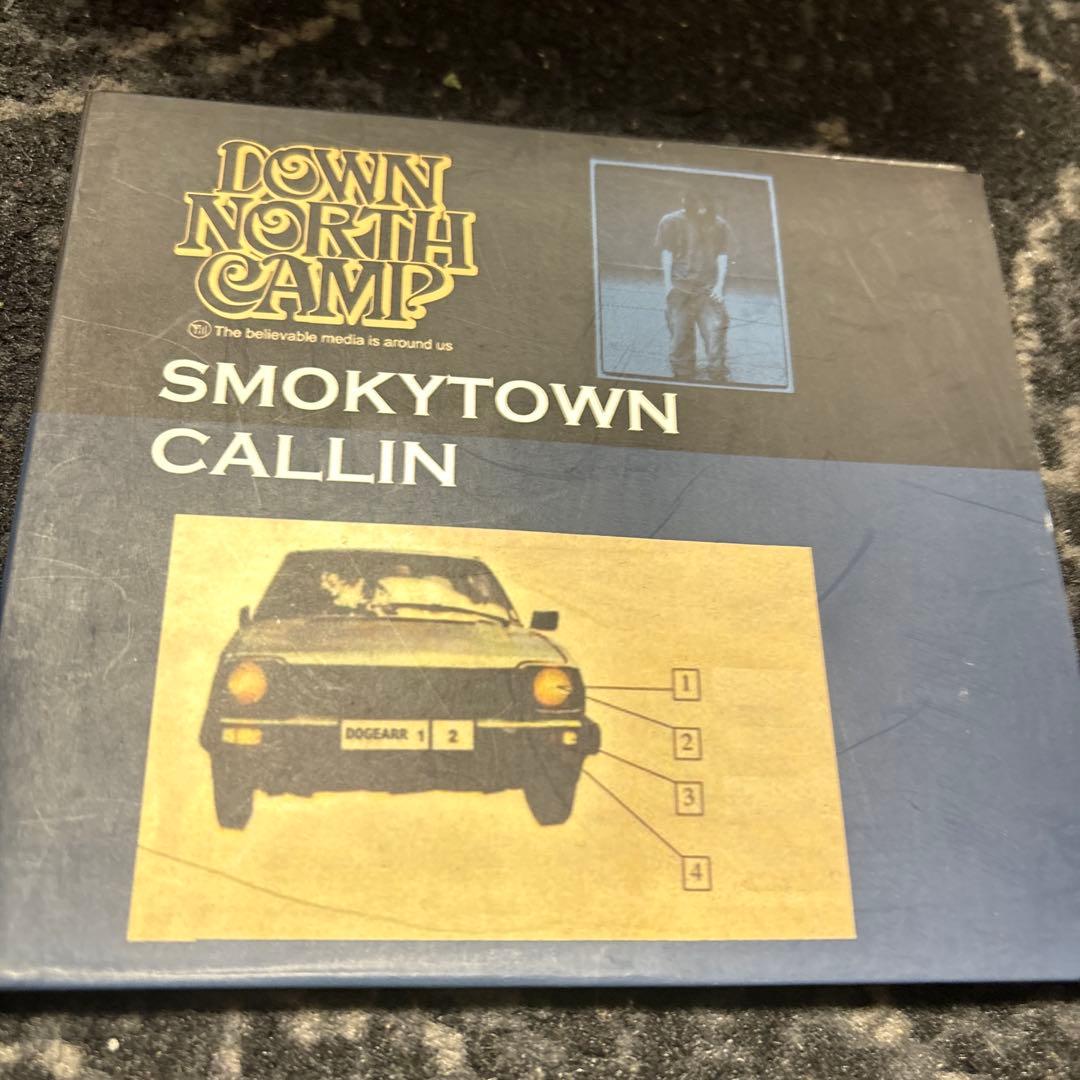 DOWN
NORTH
CAMP
The believable media is around us
SMOKYTOWN
CALLIN
DOGEARR 1 2
1
2
3
4